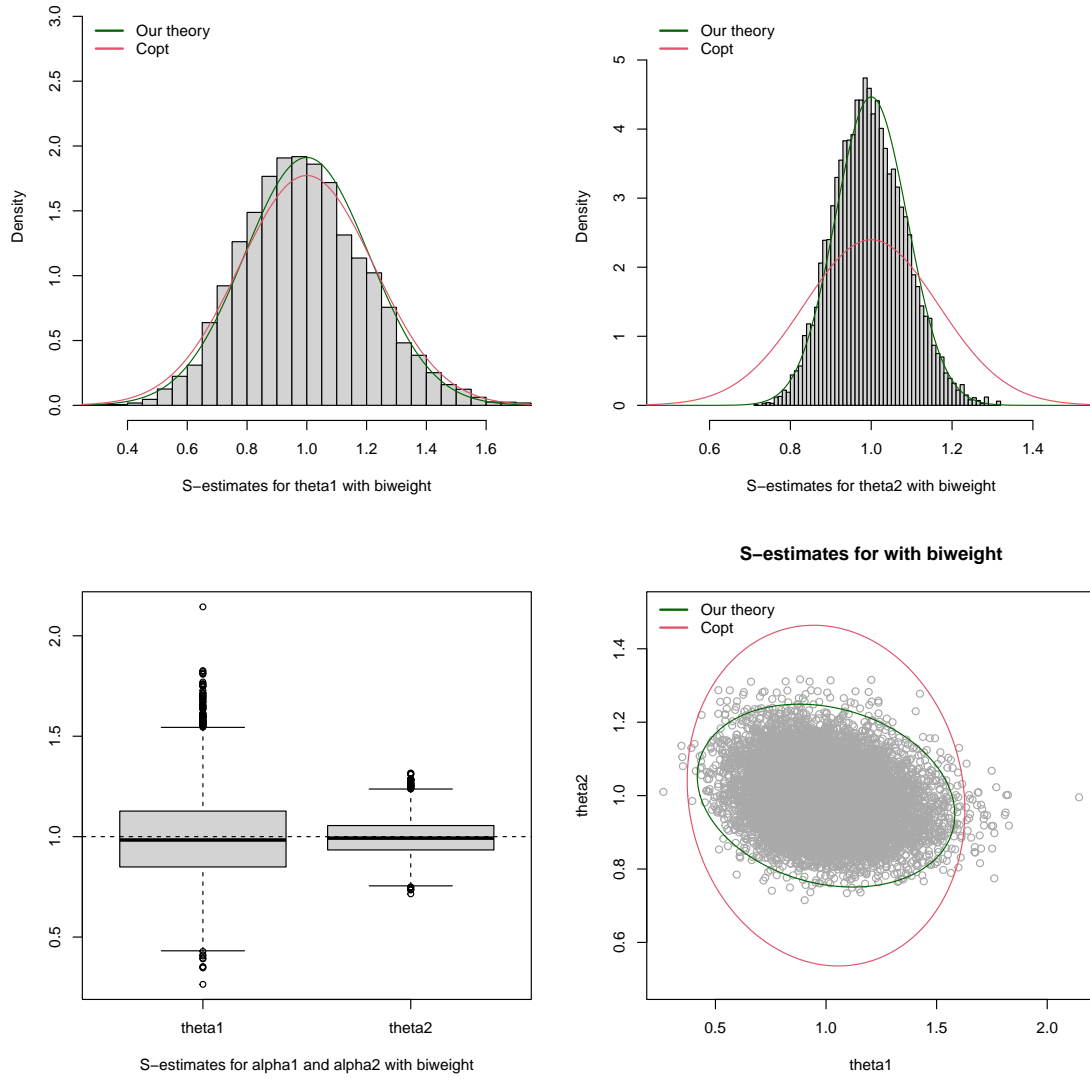 Our theory
Copt
Density
0.0 0.5 1.0 1.5 2.0 2.5 3.0
0.4 0.6 0.8 1.0 1.2 1.4 1.6
S−estimates for theta1 with biweight
Our theory
Copt
Density
0 1 2 3 4 5
0.6 0.8 1.0 1.2 1.4
S−estimates for theta2 with biweight
0.5 1.0 1.5 2.0
theta1 theta2
S−estimates for alpha1 and alpha2 with biweight
S−estimates for with biweight
Our theory
Copt
theta2
0.6 0.8 1.0 1.2 1.4
0.5 1.0 1.5 2.0
theta1